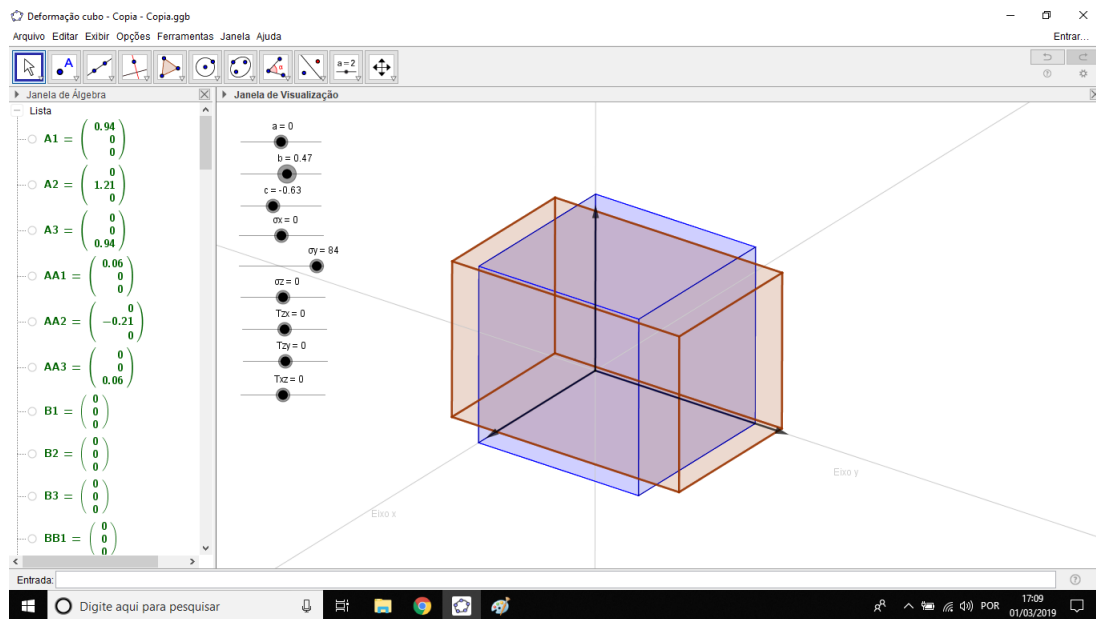 Deformação cubo - Copia - Copia.ggb
Arquivo Editar Exibir Opções Ferramentas Janela Ajuda
Entrar...
A
α
a=2
Janela de Álgebra
Janela de Visualização
Lista
A1 = (0.94 0 0)
A2 = (0 1.21 0)
A3 = (0 0 0.94)
AA1 = (0.06 0 0)
AA2 = (0 −0.21 0)
AA3 = (0 0 0.06)
B1 = (0 0 0)
B2 = (0 0 0)
B3 = (0 0 0)
BB1 = (0 0 0)
a = 0
b = 0.47
c = -0.63
σx = 0
σy = 84
σz = 0
Tzx = 0
Tzy = 0
Txz = 0
Eixo x
Eixo y
Entrada:
Digite aqui para pesquisar
POR
17:09
01/03/2019